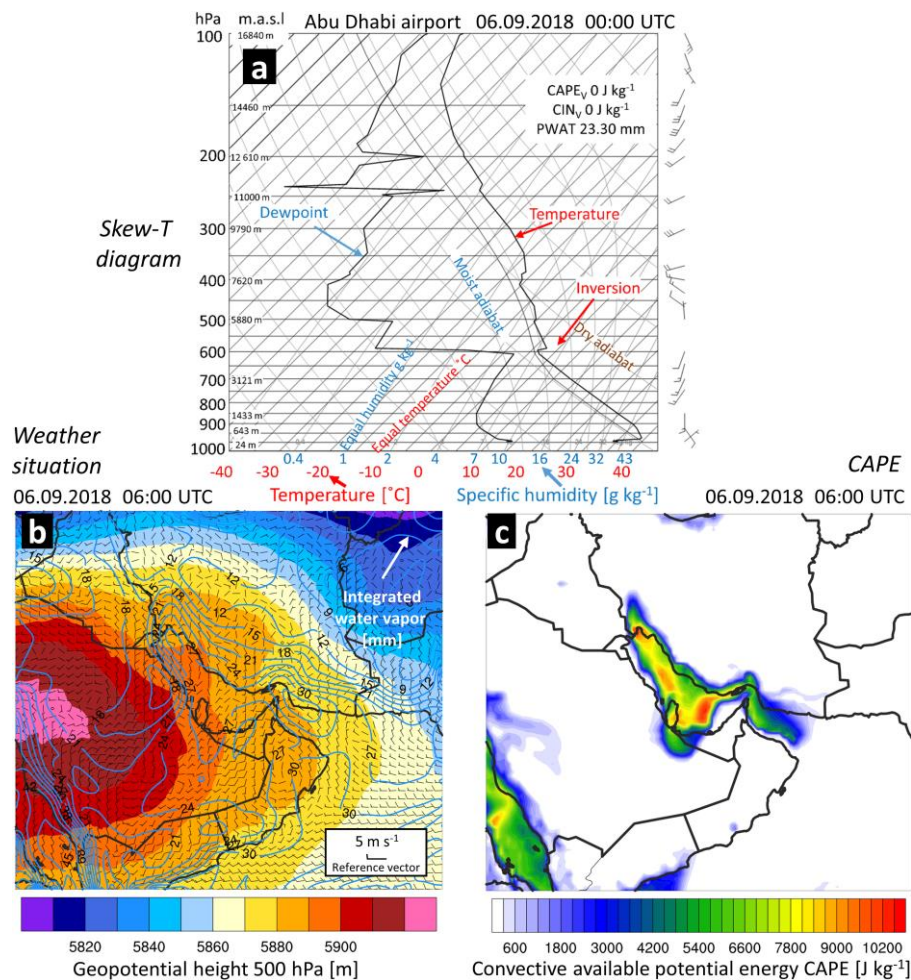 hPa m.a.s.l Abu Dhabi airport 06.09.2018 00:00 UTC
a
CAPEv 0 J kg⁻¹
CINv 0 J kg⁻¹
PWAT 23.30 mm
100 16840 m
14460 m
200 12 610 m
11000 m
300 9790 m
400 7620 m
500 5880 m
600
700 3121 m
800
900 1433 m
643 m
1000 24 m
Skew-T
diagram
Dewpoint
Temperature
Inversion
Moist adiabat
Dry adiabat
Equal humidity g kg⁻¹
Equal temperature °C
0.4 1 2 4 7 10 16 24 32 43
-40 -30 -20 -10 0 10 20 30 40
Temperature [°C] Specific humidity [g kg⁻¹]
Weather
situation
06.09.2018 06:00 UTC
b
Integrated
water vapor
[mm]
5 m s⁻¹
Reference vector
5820 5840 5860 5880 5900
Geopotential height 500 hPa [m]
CAPE
06.09.2018 06:00 UTC
c
600 1800 3000 4200 5400 6600 7800 9000 10200
Convective available potential energy CAPE [J kg⁻¹]